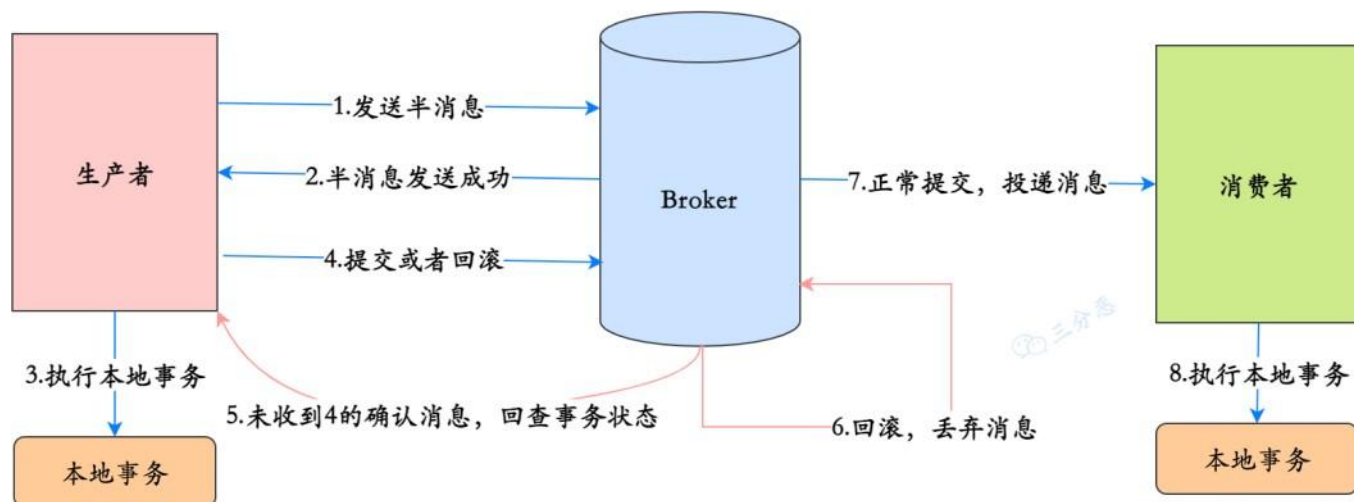 生产者
Broker
消费者
1.发送半消息
2.半消息发送成功
7.正常提交，投递消息
4.提交或者回滚
三分恶
3.执行本地事务
8.执行本地事务
5.未收到4的确认消息，回查事务状态
6.回滚，丢弃消息
本地事务
本地事务